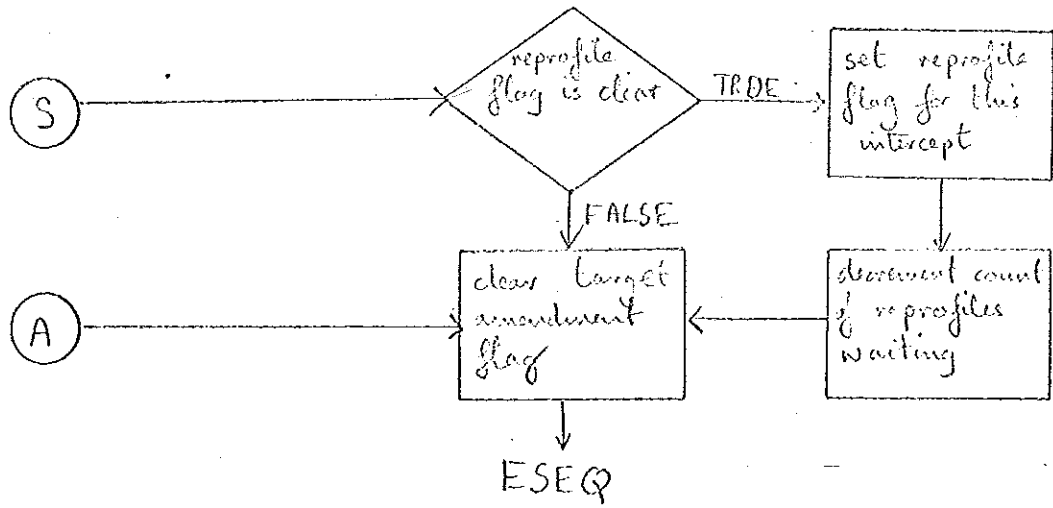 S
reprofile
flag is clear
TRUE
set reprofile
flag for this
intercept
FALSE
A
clear target
amendment
flag
decrement count
of reprofiles
waiting
ESEQ